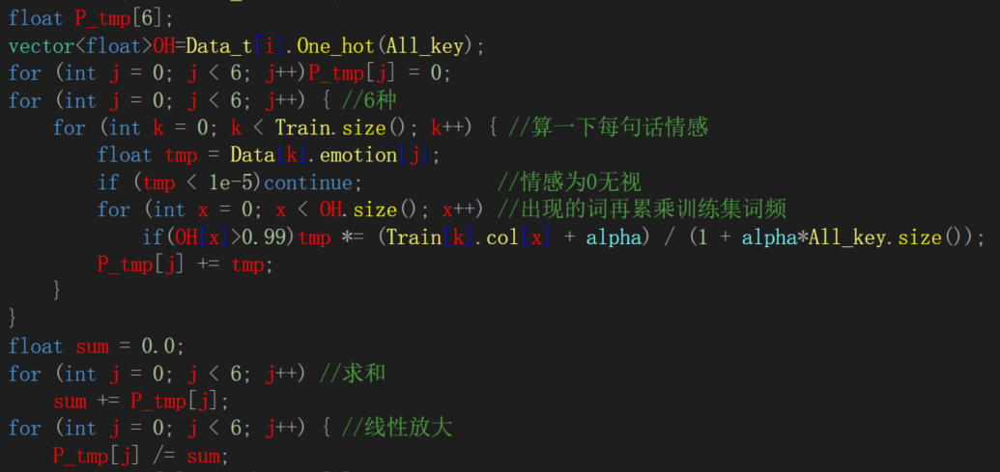 float P_tmp[6];
vector<float>OH=Data_t[i].One_hot(All_key);
for (int j = 0; j < 6; j++)P_tmp[j] = 0;
for (int j = 0; j < 6; j++) { //6种
    for (int k = 0; k < Train.size(); k++) { //算一下每句话情感
        float tmp = Data[k].emotion[j];
        if (tmp < 1e-5)continue;            //情感为0无视
        for (int x = 0; x < OH.size(); x++) //出现的词再累乘训练集词频
            if(OH[x]>0.99)tmp *= (Train[k].col[x] + alpha) / (1 + alpha*All_key.size());
        P_tmp[j] += tmp;
    }
}
float sum = 0.0;
for (int j = 0; j < 6; j++) //求和
    sum += P_tmp[j];
for (int j = 0; j < 6; j++) { //线性放大
    P_tmp[j] /= sum;